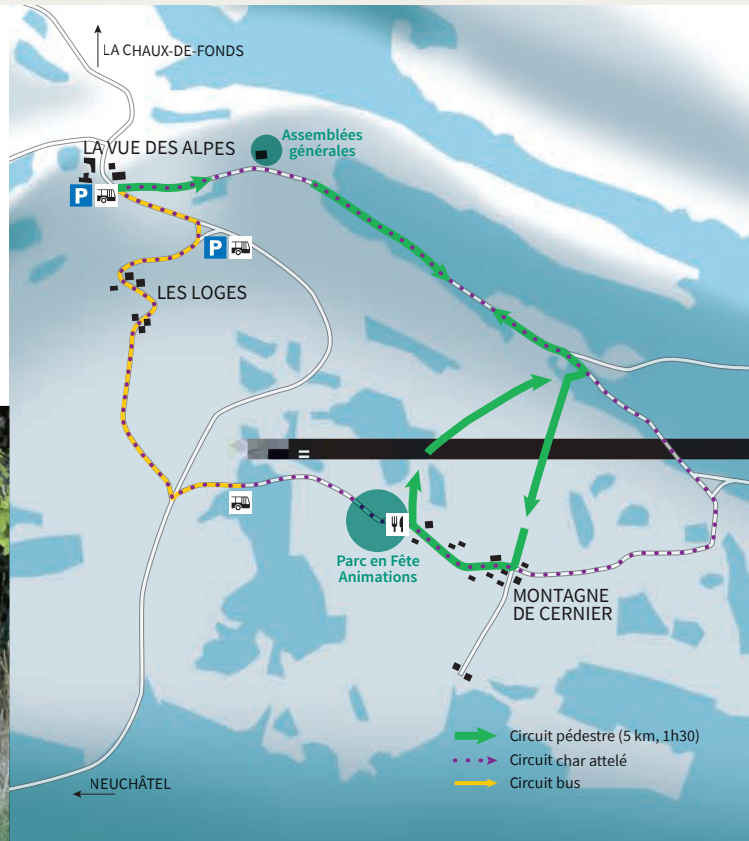 LA CHAUX-DE-FONDS
Assemblées
générales
LA VUE DES ALPES
P
P
LES LOGES
=
Parc en Fête
Animations
MONTAGNE
DE CERNIER
Circuit pédestre (5 km, 1h30)
Circuit char attelé
Circuit bus
NEUCHÂTEL